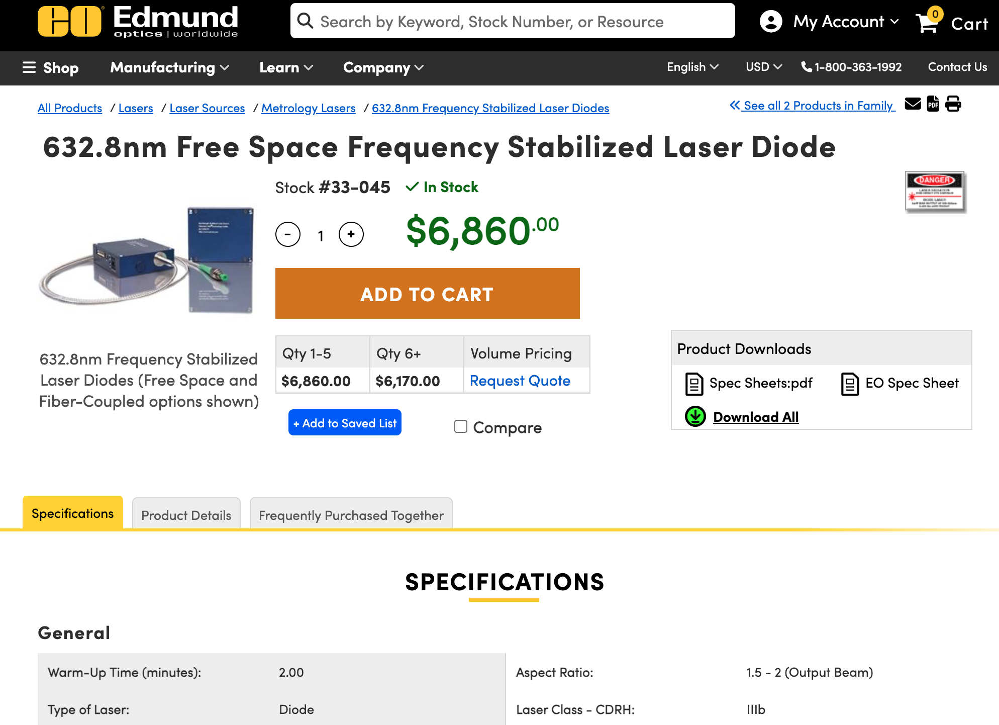 Edmund
optics | worldwide
Search by Keyword, Stock Number, or Resource
My Account
0
Cart
Shop
Manufacturing
Learn
Company
English
USD
1-800-363-1992
Contact Us
All Products / Lasers / Laser Sources / Metrology Lasers / 632.8nm Frequency Stabilized Laser Diodes
See all 2 Products in Family
PDF
632.8nm Free Space Frequency Stabilized Laser Diode
Stock #33-045
In Stock
DANGER
- 1 +
$6,860.00
ADD TO CART
632.8nm Frequency Stabilized
Laser Diodes (Free Space and
Fiber-Coupled options shown)
Qty 1-5 Qty 6+ Volume Pricing
$6,860.00 $6,170.00 Request Quote
+ Add to Saved List
Compare
Product Downloads
Spec Sheets:pdf
EO Spec Sheet
Download All
Specifications
Product Details
Frequently Purchased Together
SPECIFICATIONS
General
Warm-Up Time (minutes): 2.00
Aspect Ratio: 1.5 - 2 (Output Beam)
Type of Laser: Diode
Laser Class - CDRH: IIIb